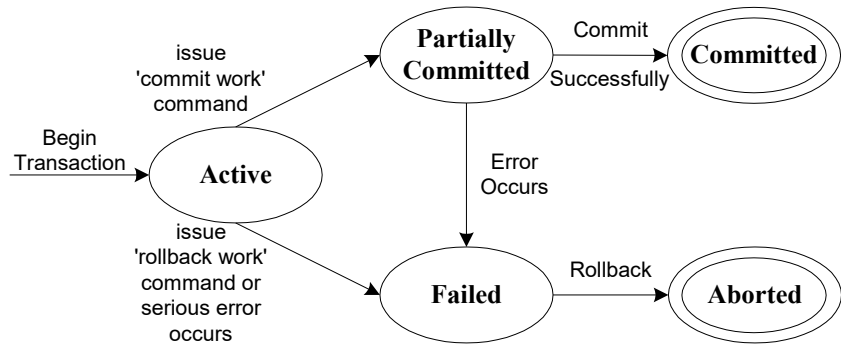 issue
'commit work'
command
Partially
Committed
Commit
Successfully
Committed
Begin
Transaction
Active
Error
Occurs
issue
'rollback work'
command or
serious error
occurs
Failed
Rollback
Aborted